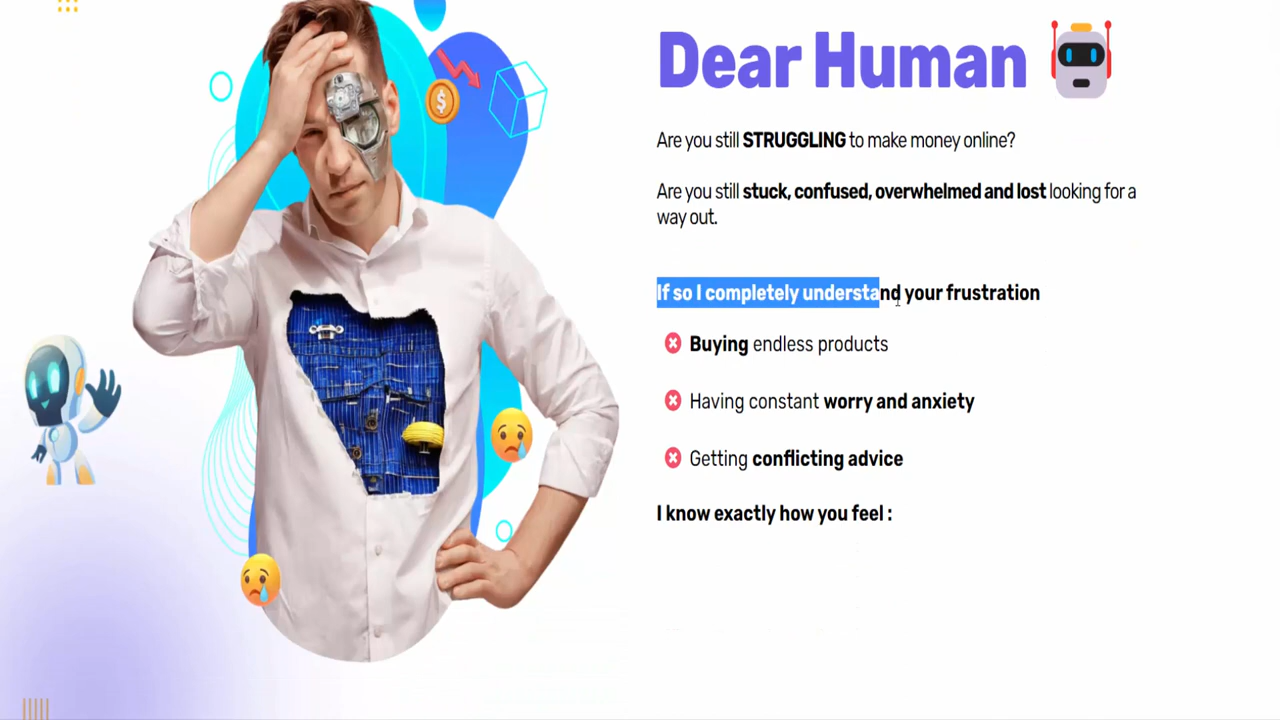 Dear Human
Are you still STRUGGLING to make money online?
Are you still stuck, confused, overwhelmed and lost looking for a
way out.
If so I completely understand your frustration
Buying endless products
Having constant worry and anxiety
Getting conflicting advice
I know exactly how you feel :